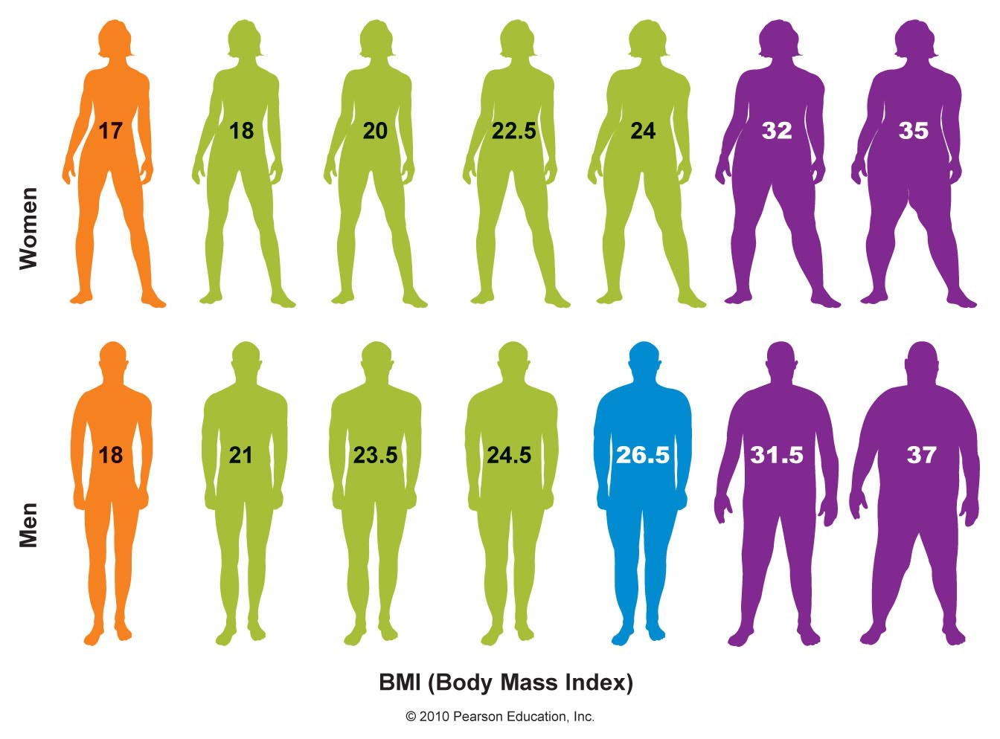 17 18 20 22.5 24 32 35
Women
18 21 23.5 24.5 26.5 31.5 37
Men
BMI (Body Mass Index)
© 2010 Pearson Education, Inc.